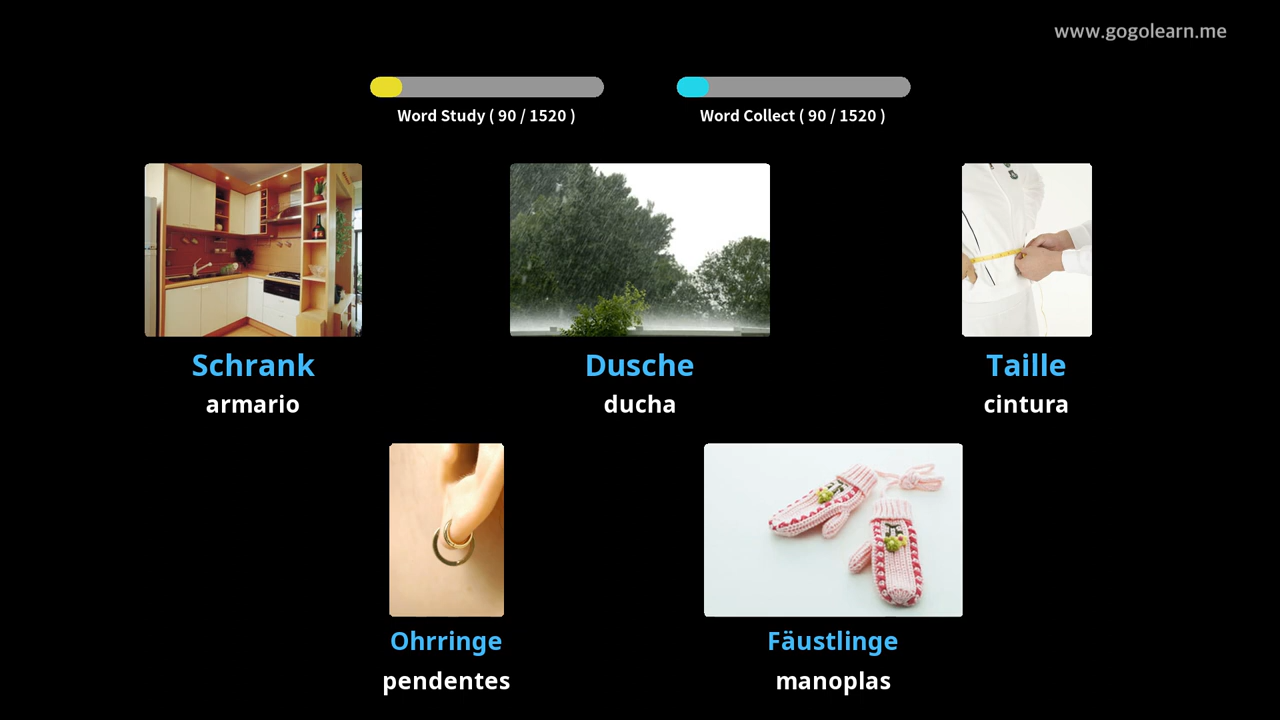 www.gogolearn.me
Word Study ( 90 / 1520 )
Word Collect ( 90 / 1520 )
Schrank
armario
Dusche
ducha
Taille
cintura
Ohrringe
pendentes
Fäustlinge
manoplas